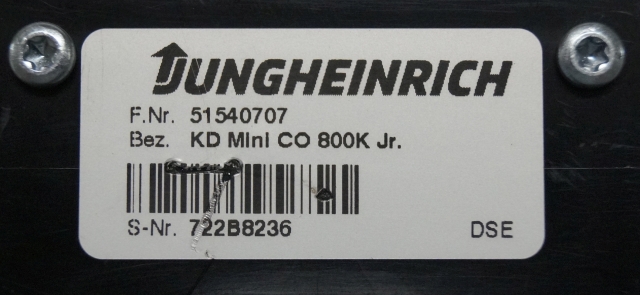 JUNGHEINRICH
F.Nr. 51540707
Bez. KD Mini CO 800K Jr.
S-Nr. 722B8236 DSE